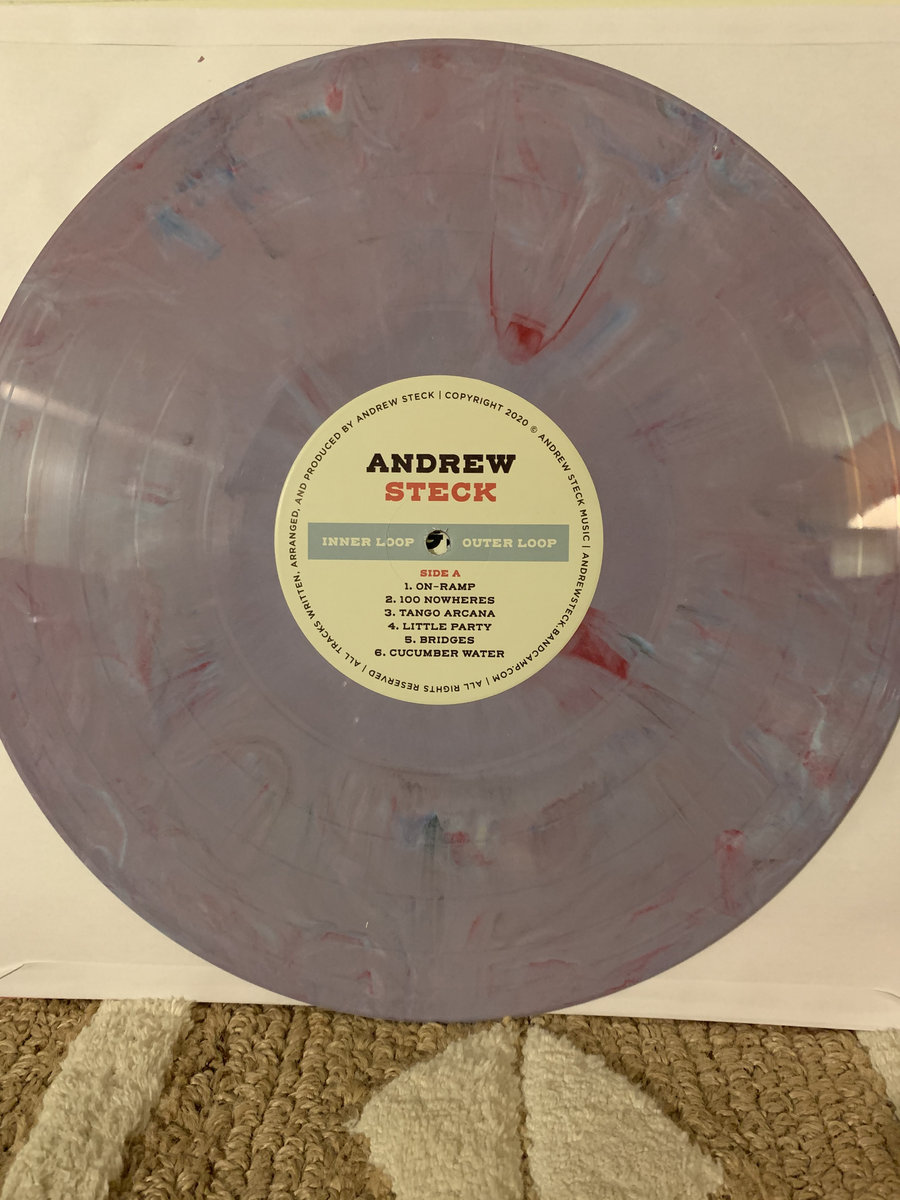 ANDREW
STECK
INNER LOOP OUTER LOOP
SIDE A
1. ON-RAMP
2. 100 NOWHERES
3. TANGO ARCANA
4. LITTLE PARTY
5. BRIDGES
6. CUCUMBER WATER
ALL TRACKS WRITTEN, ARRANGED, AND PRODUCED BY ANDREW STECK | COPYRIGHT 2020 © ANDREW STECK MUSIC | ANDREWSTECK.BANDCAMP.COM | ALL RIGHTS RESERVED |